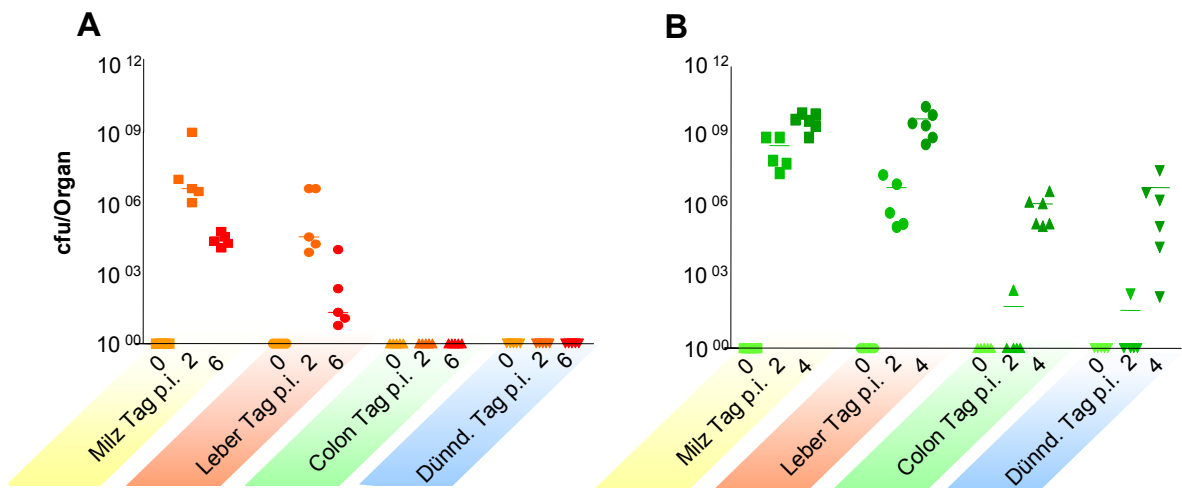 A
cfu/Organ
10 12
10 09
10 06
10 03
10 00
0 2 6
0 2 6
0 2 6
0 2 6
Milz Tag p.i.
Leber Tag p.i.
Colon Tag p.i.
Dünnd. Tag p.i.
B
10 12
10 09
10 06
10 03
10 00
0 2 4
0 2 4
0 2 4
0 2 4
Milz Tag p.i.
Leber Tag p.i.
Colon Tag p.i.
Dünnd. Tag p.i.